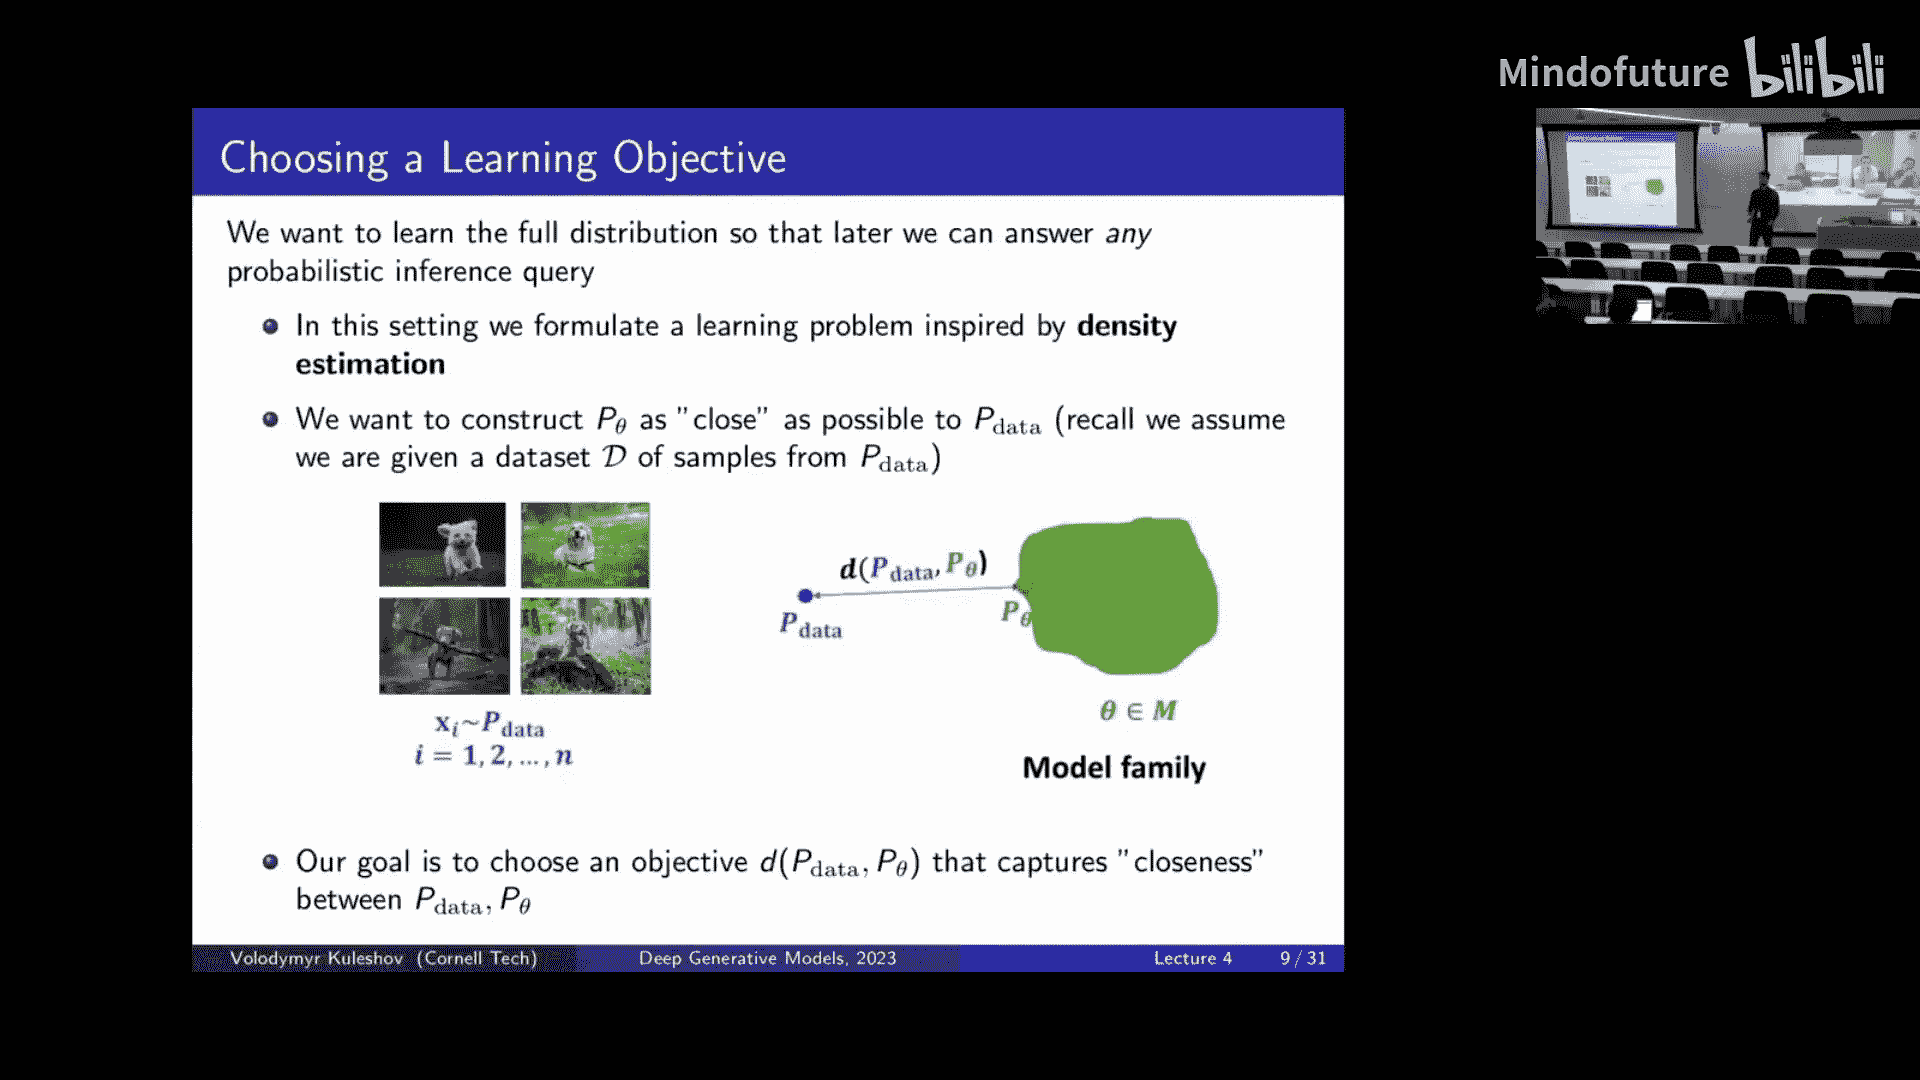 Mindofuture bilibili
Choosing a Learning Objective
We want to learn the full distribution so that later we can answer any
probabilistic inference query
In this setting we formulate a learning problem inspired by density
estimation
We want to construct Pθ as "close" as possible to Pdata (recall we assume
we are given a dataset D of samples from Pdata)
d(Pdata, Pθ)
Pdata
Pθ
xi~Pdata
i = 1, 2, ..., n
θ ∈ M
Model family
Our goal is to choose an objective d(Pdata, Pθ) that captures "closeness"
between Pdata, Pθ
Volodymyr Kuleshov (Cornell Tech) Deep Generative Models, 2023 Lecture 4 9 / 31